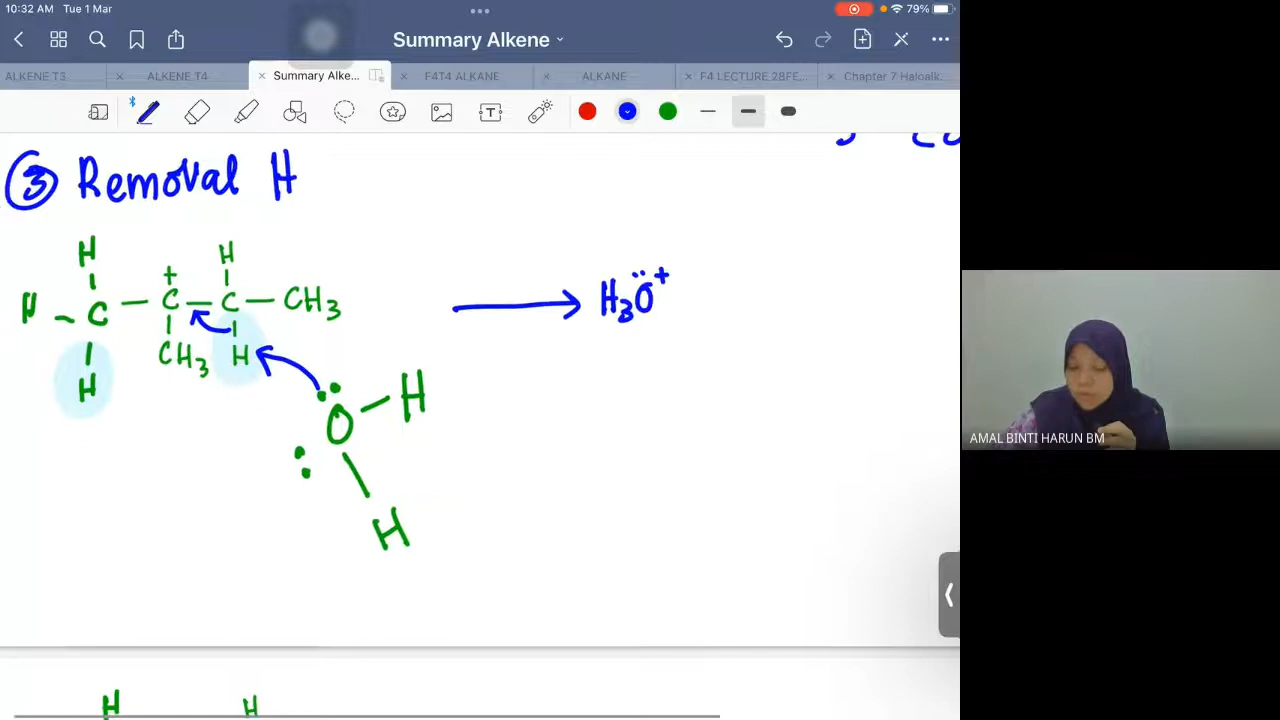 10:32 AM Tue 1 Mar
79%
Summary Alkene
ALKENE T3
ALKENE T4
Summary Alke...
F4T4 ALKANE
ALKANE
F4 LECTURE 28FE...
Chapter 7 Haloalk...
T
3 Removal H
H H
+
H - C - C - C - CH3
H3O+
CH3 H
H
O - H
H
AMAL BINTI HARUN BM
H H